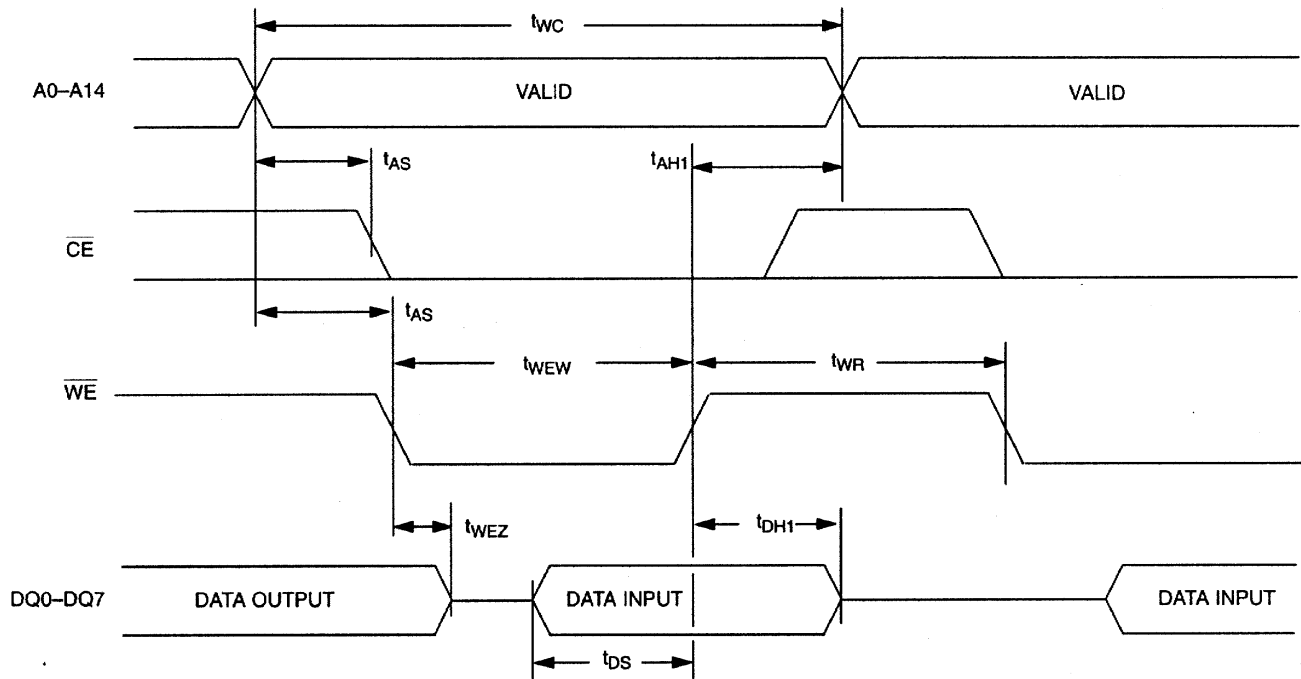 tWC
A0–A14 VALID VALID
tAS tAH1
CE
tAS
tWEW tWR
WE
tWEZ tDH1
DQ0–DQ7 DATA OUTPUT DATA INPUT DATA INPUT
tDS